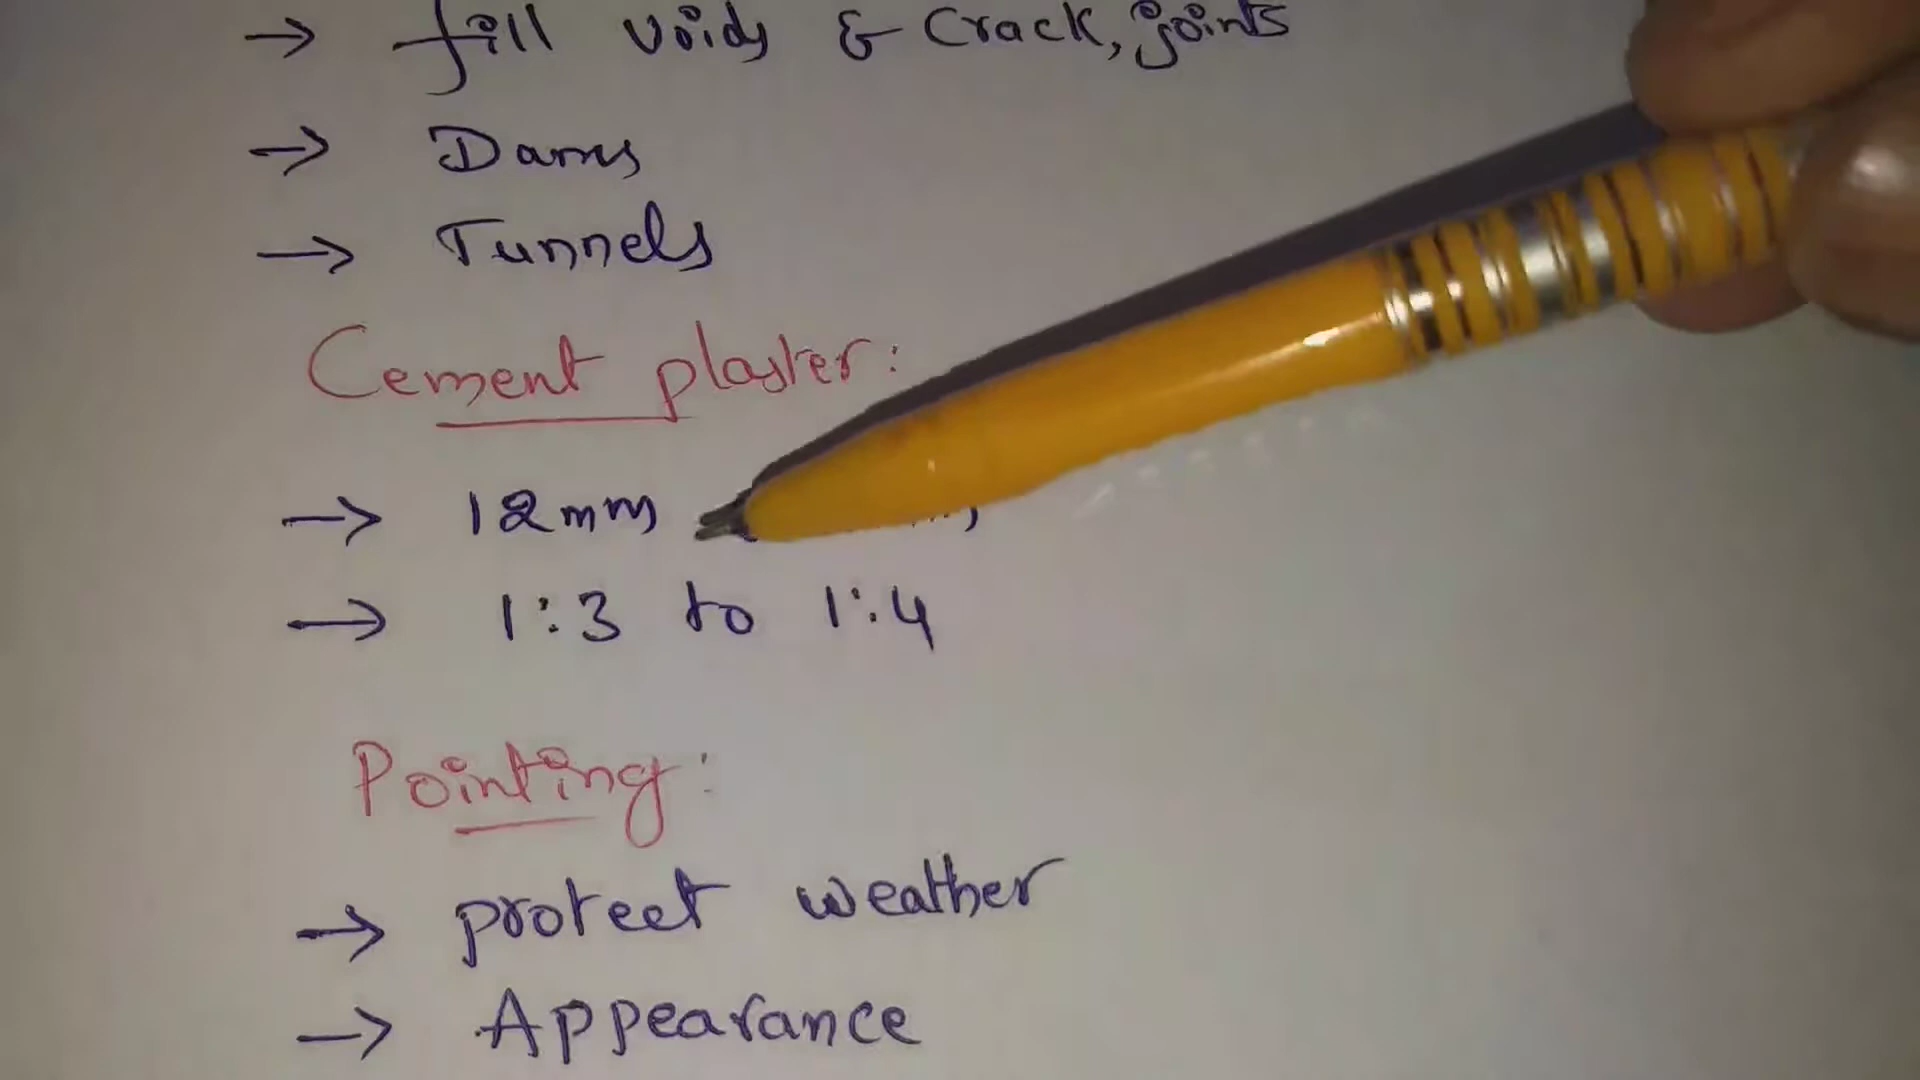 → fill voids & Crack, joints
→ Dams
→ Tunnels
Cement plaster:
→ 12mm
→ 1:3 to 1:4
Pointing:
→ protect weather
→ Appearance